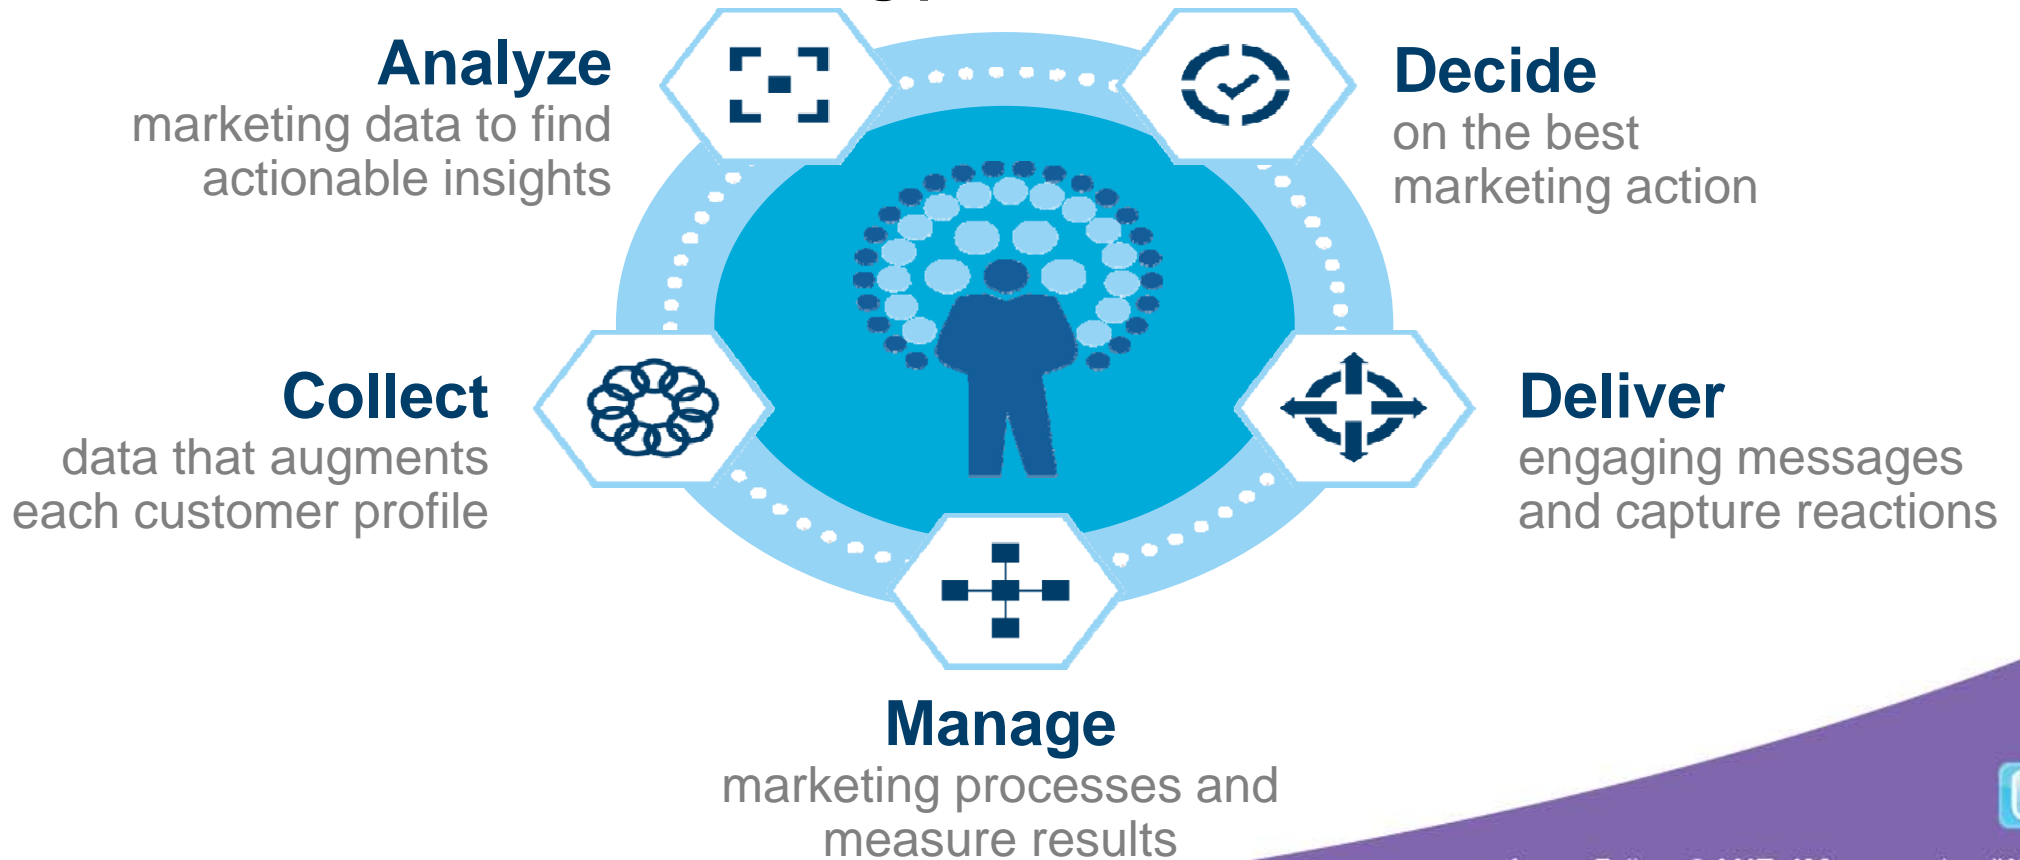 Analyze
marketing data to find
actionable insights
Decide
on the best
marketing action
Collect
data that augments
each customer profile
Deliver
engaging messages
and capture reactions
Manage
marketing processes and
measure results